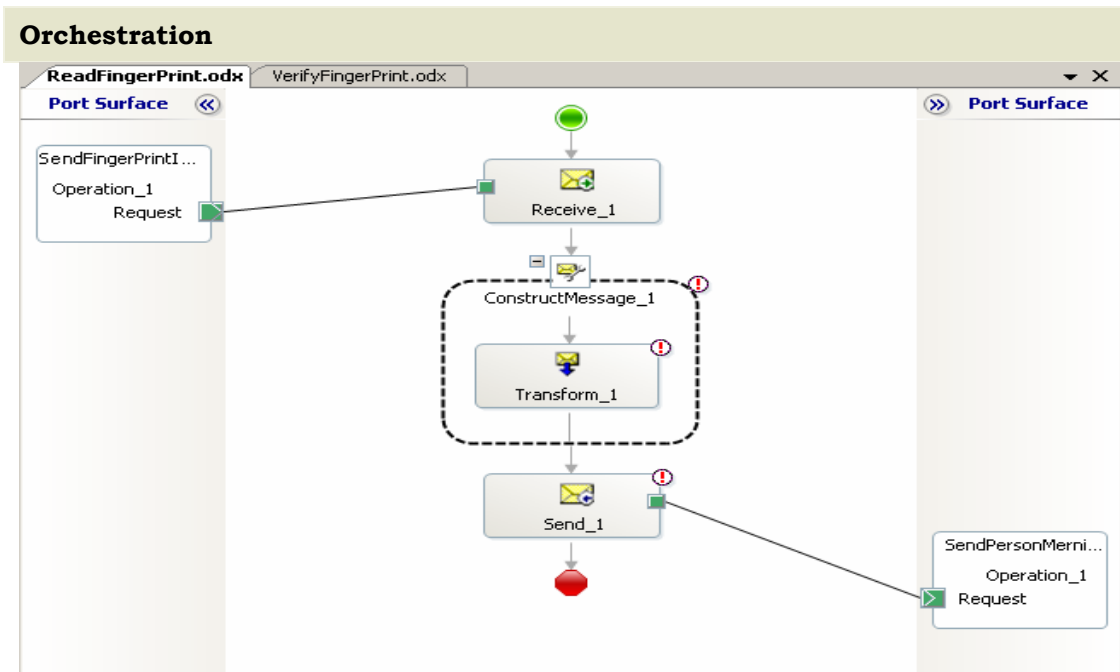 Orchestration
ReadFingerPrint.odx VerifyFingerPrint.odx
Port Surface
Port Surface
SendFingerPrintI...
Operation_1
Request
Receive_1
ConstructMessage_1
Transform_1
Send_1
SendPersonMerni...
Operation_1
Request